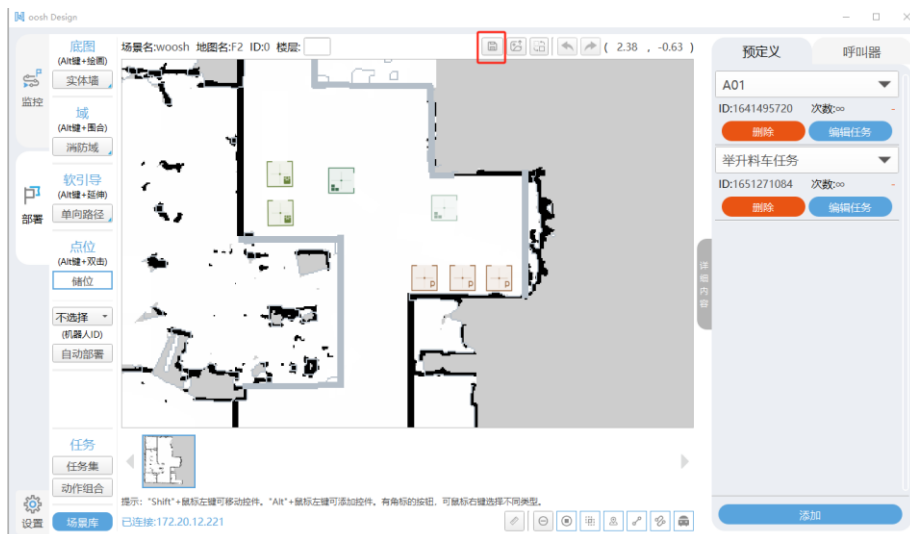 oosh Design
底图
(Alt键+绘画)
实体墙
域
(Alt键+围合)
消防域
软引导
(Alt键+延伸)
单向路径
点位
(Alt键+双击)
储位
不选择
(机器人ID)
自动部署
任务
任务集
动作组合
场景库
监控
部署
设置
场景名:woosh 地图名:F2 ID:0 楼层:
( 2.38 , -0.63 )
P P P
提示: "Shift"+鼠标左键可移动控件。"Alt"+鼠标左键可添加控件。有角标的按钮，可鼠标右键选择不同类型。
已连接:172.20.12.221
详细内容
预定义 呼叫器
A01
ID:1641495720 次数:∞ -
删除 编辑任务
举升料车任务
ID:1651271084 次数:∞ -
删除 编辑任务
添加